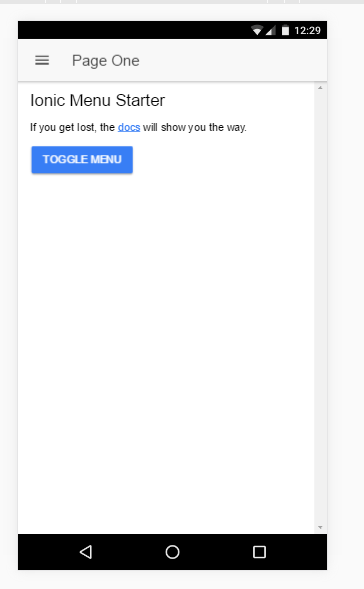 12:29
Page One
Ionic Menu Starter
If you get lost, the docs will show you the way.
TOGGLE MENU